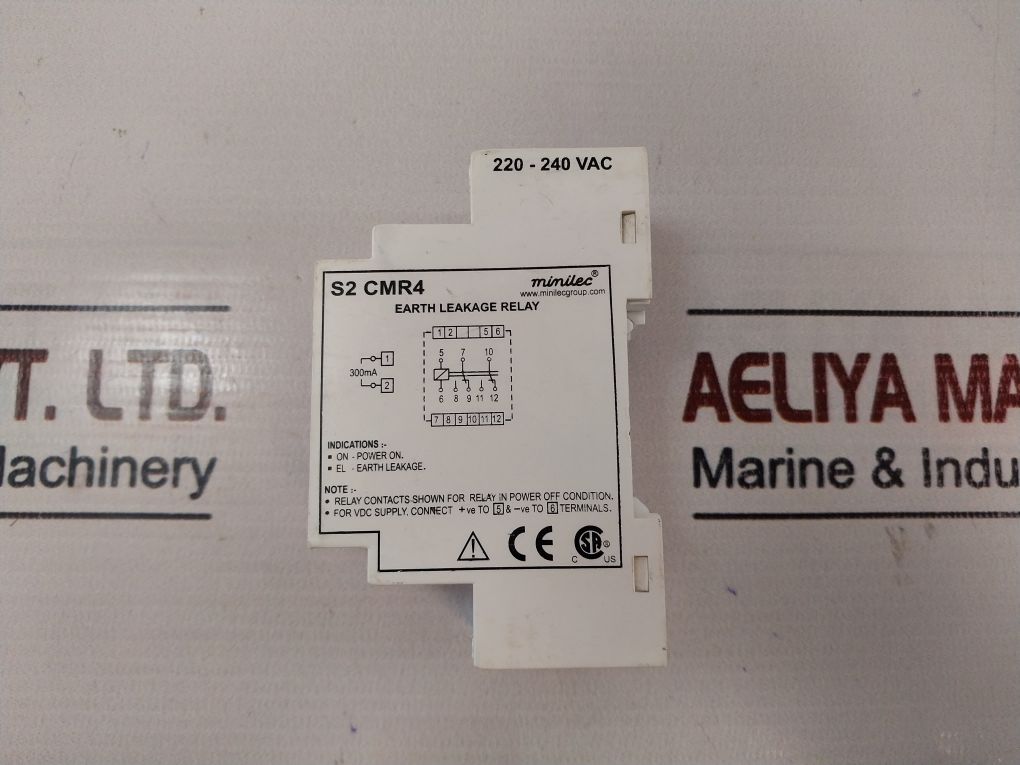 220 - 240 VAC
S2 CMR4
minilec®
www.minilecgroup.com
EARTH LEAKAGE RELAY
1 2 5 6
5 7 10
1
300mA
2
6 8 9 11 12
7 8 9 10 11 12
INDICATIONS :-
▪ ON - POWER ON.
▪ EL - EARTH LEAKAGE.
NOTE :-
• RELAY CONTACTS SHOWN FOR RELAY IN POWER OFF CONDITION.
• FOR VDC SUPPLY, CONNECT +ve TO 5 & -ve TO 6 TERMINALS.
CE
C SA ® US
T. LTD.
Machinery
AELIYA MA
Marine & Indu